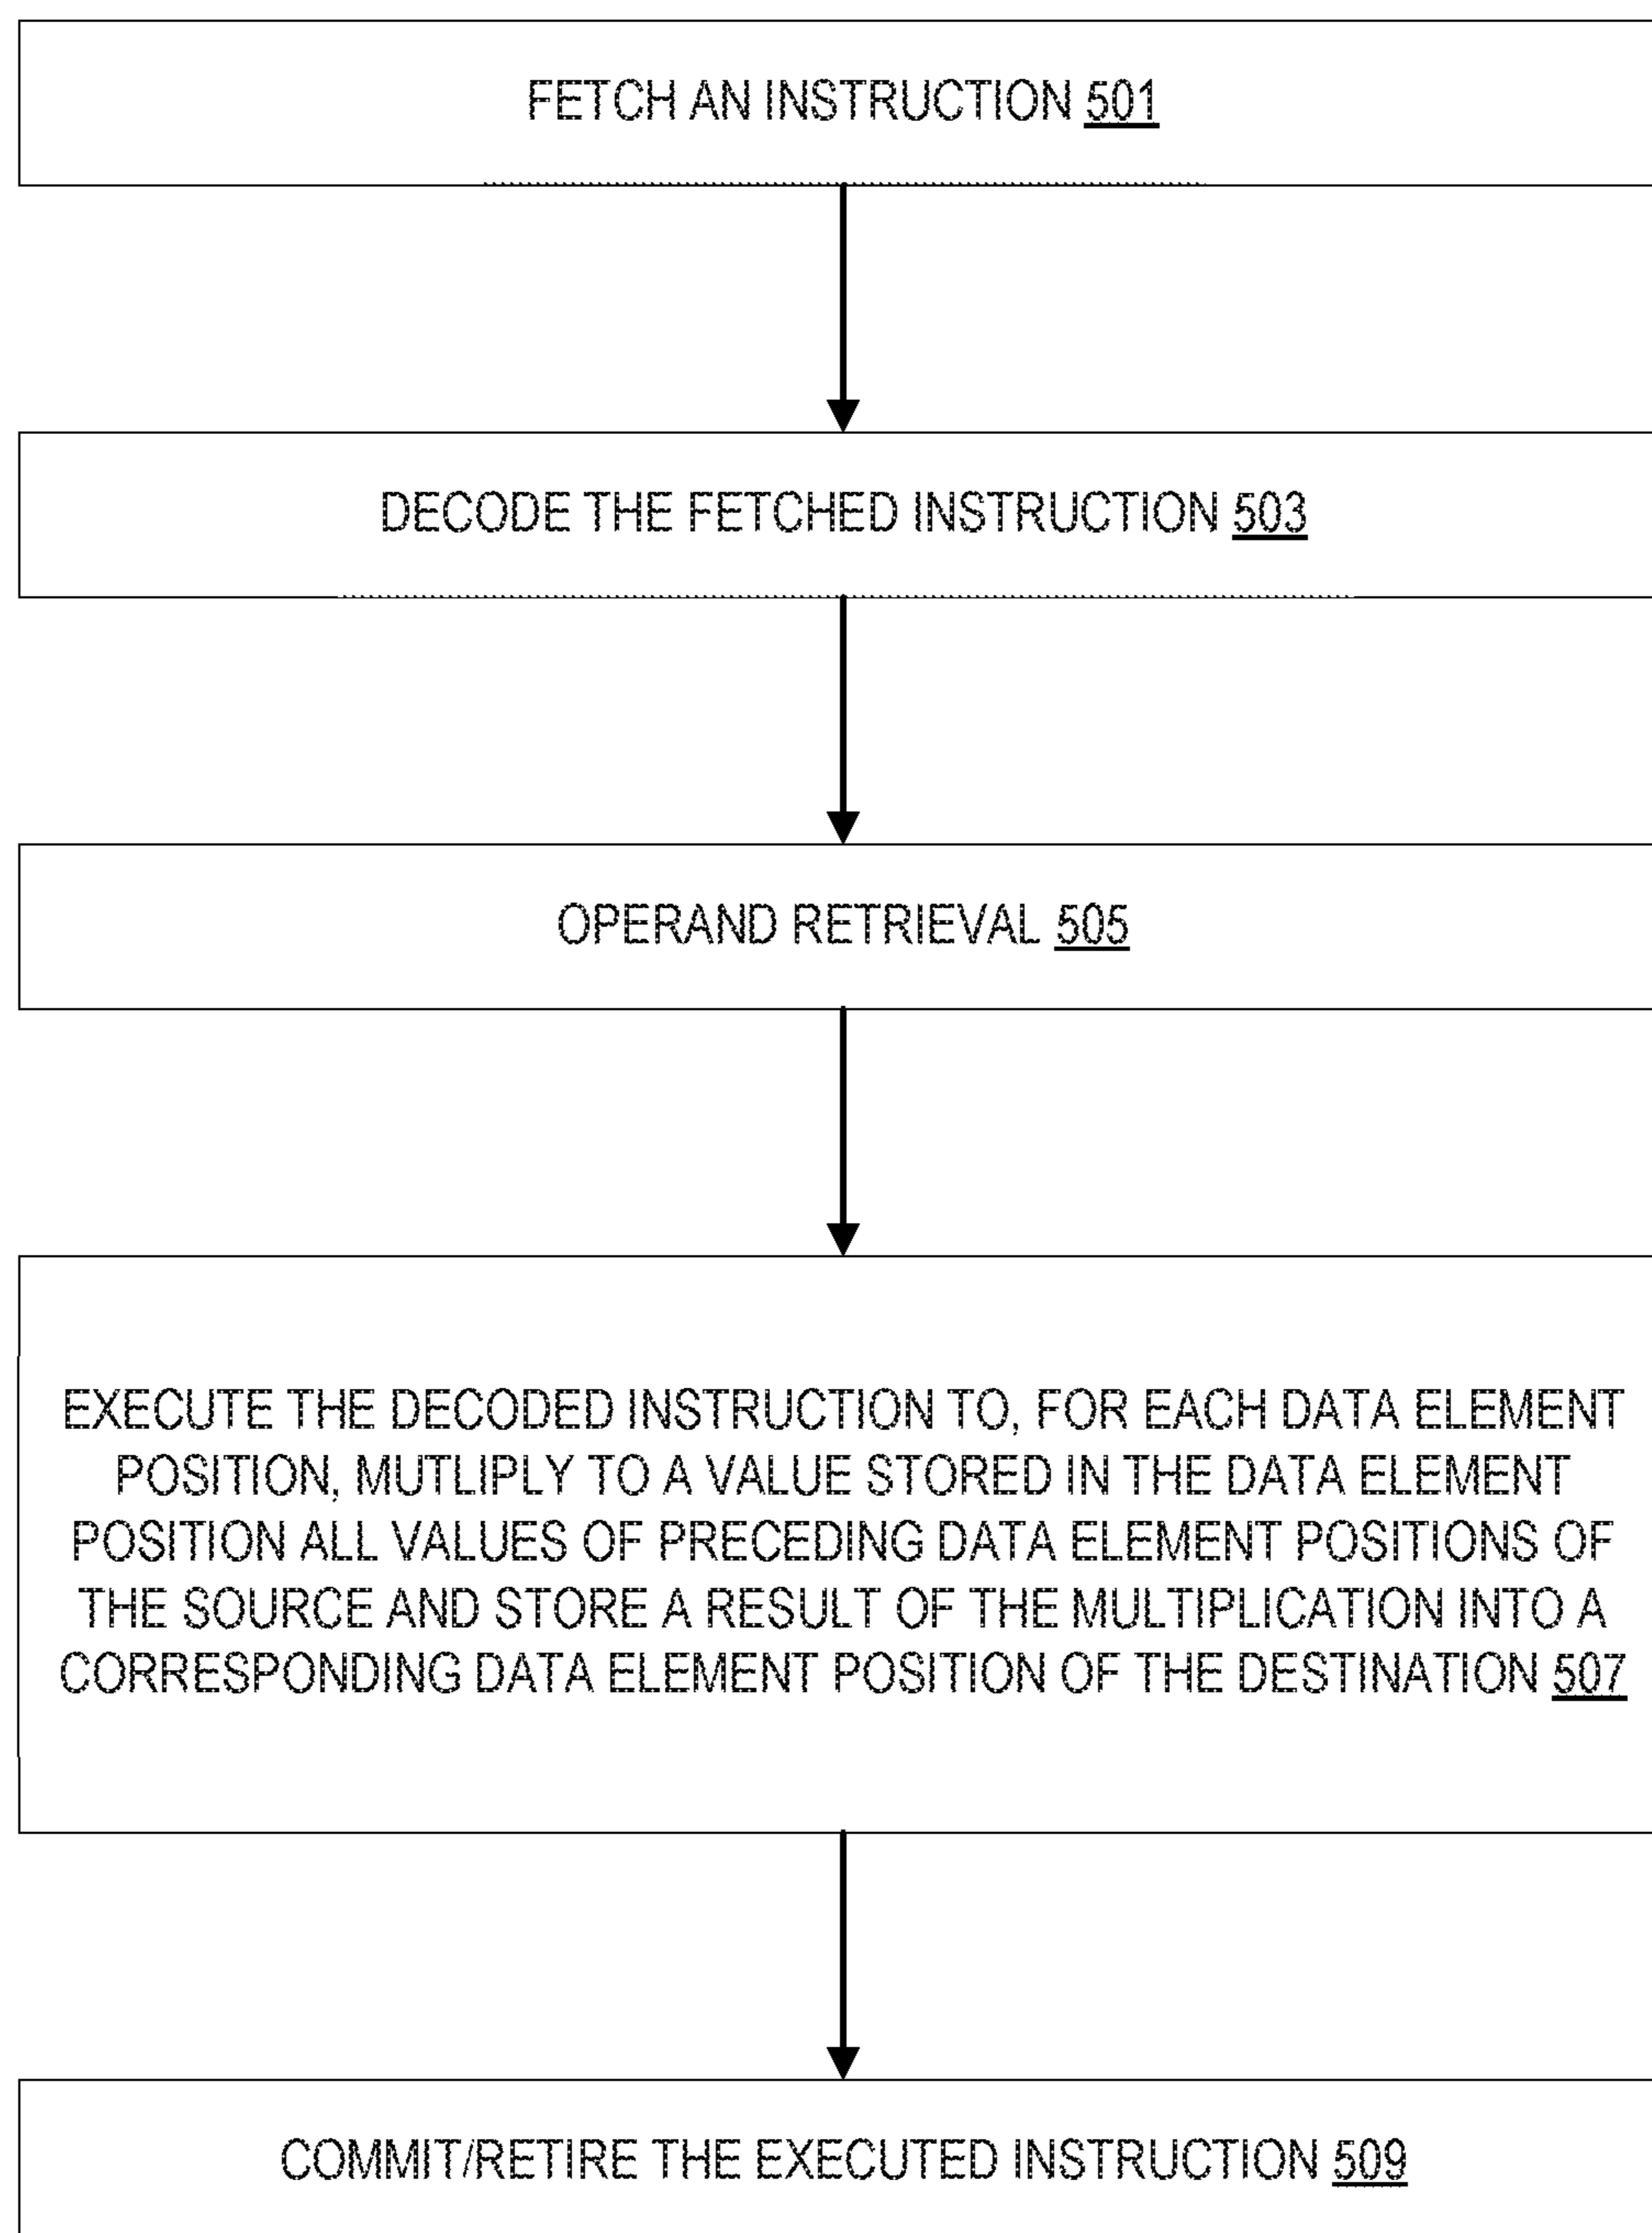 FETCH AN INSTRUCTION 501
DECODE THE FETCHED INSTRUCTION 503
OPERAND RETRIEVAL 505
EXECUTE THE DECODED INSTRUCTION TO, FOR EACH DATA ELEMENT
POSITION, MUTLIPLY TO A VALUE STORED IN THE DATA ELEMENT
POSITION ALL VALUES OF PRECEDING DATA ELEMENT POSITIONS OF
THE SOURCE AND STORE A RESULT OF THE MULTIPLICATION INTO A
CORRESPONDING DATA ELEMENT POSITION OF THE DESTINATION 507
COMMIT/RETIRE THE EXECUTED INSTRUCTION 509